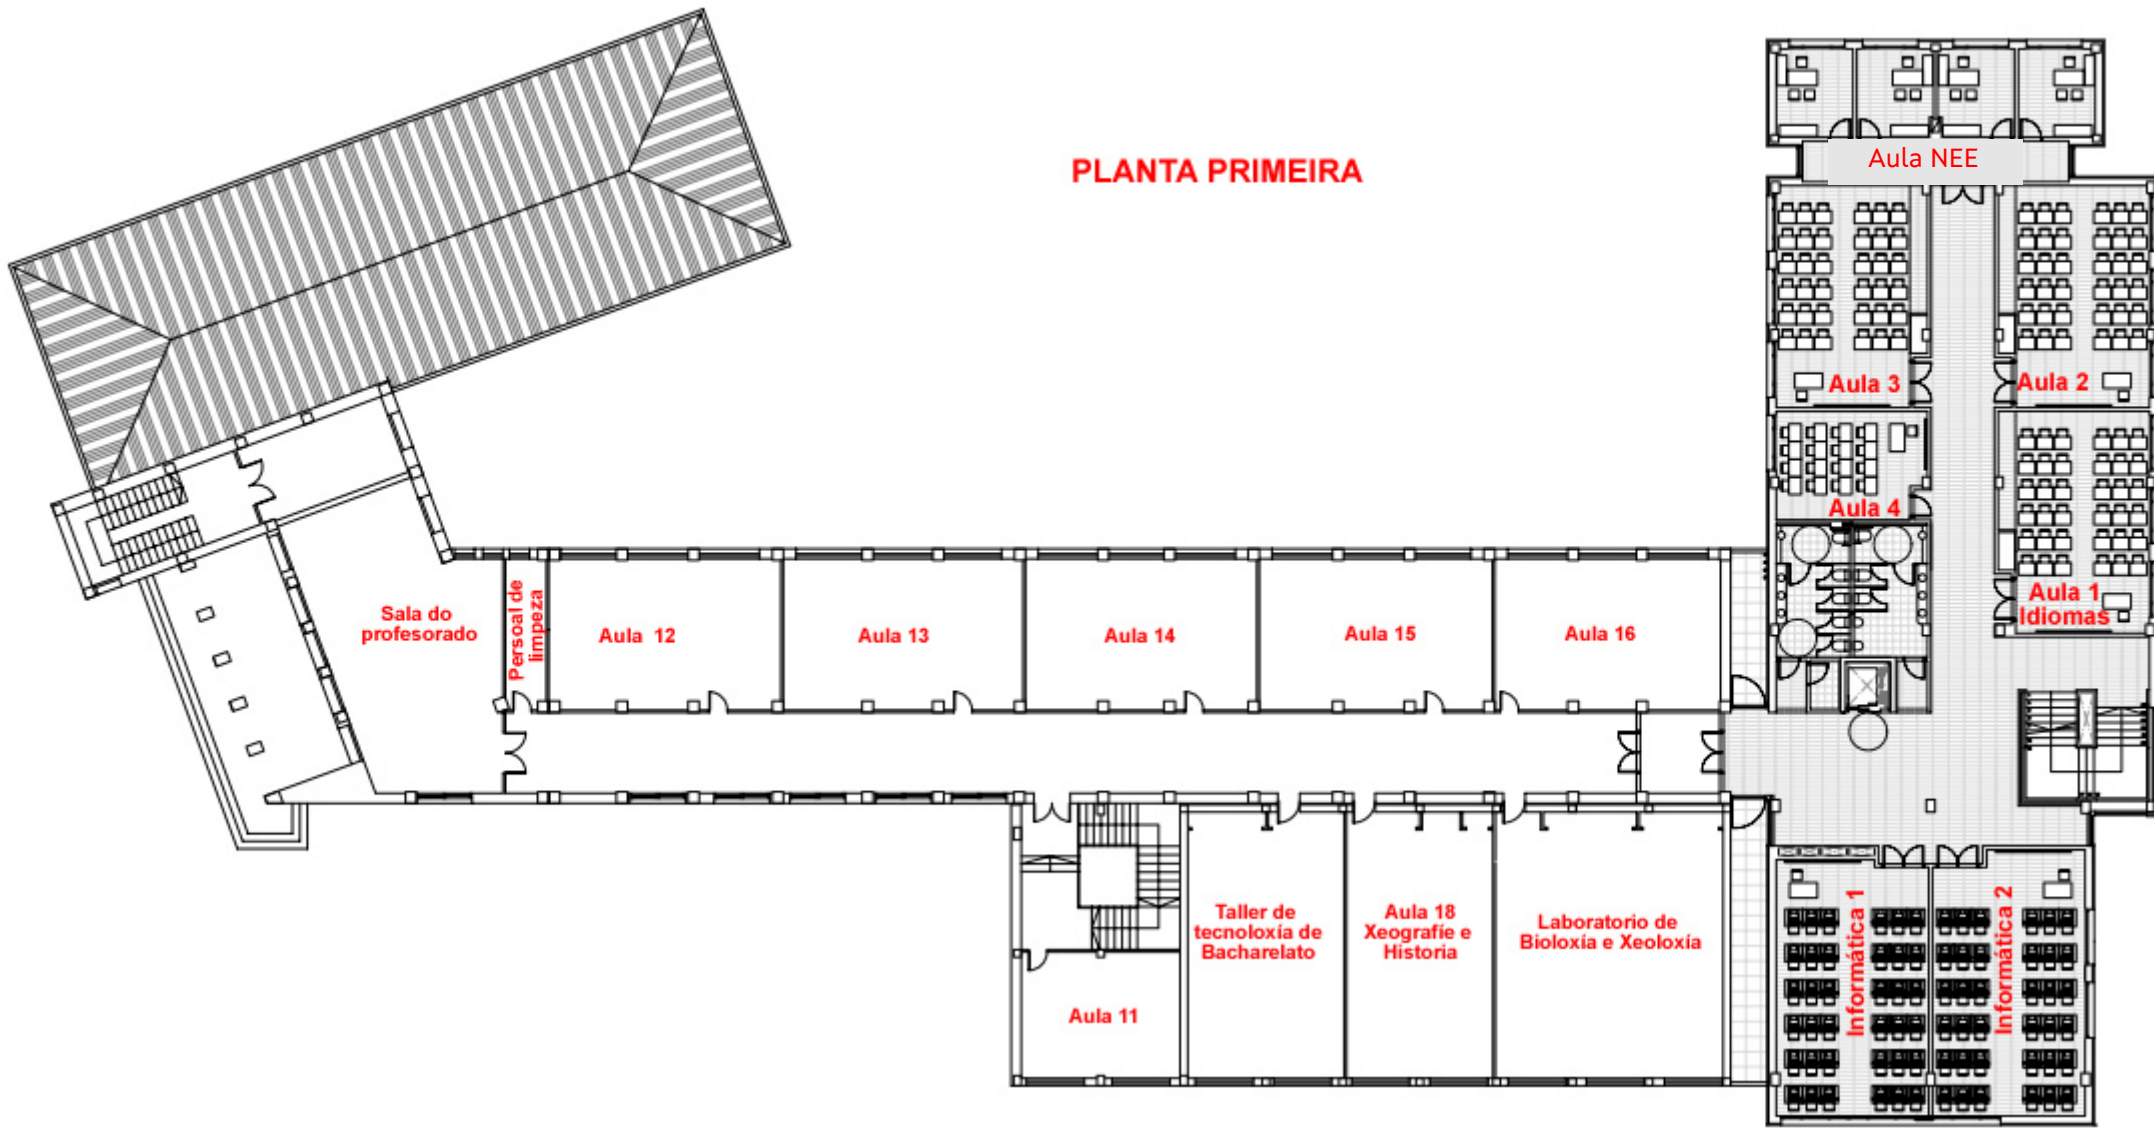 PLANTA PRIMEIRA
Aula NEE
Aula 3
Aula 2
Aula 4
Aula 1
Idiomas
Sala do
profesorado
Persoal de
limpeza
Aula 12
Aula 13
Aula 14
Aula 15
Aula 16
Taller de
tecnoloxía de
Bacharelato
Aula 18
Xeografíe e
Historia
Laboratorio de
Bioloxía e Xeoloxía
Aula 11
Informática 1
Informática 2